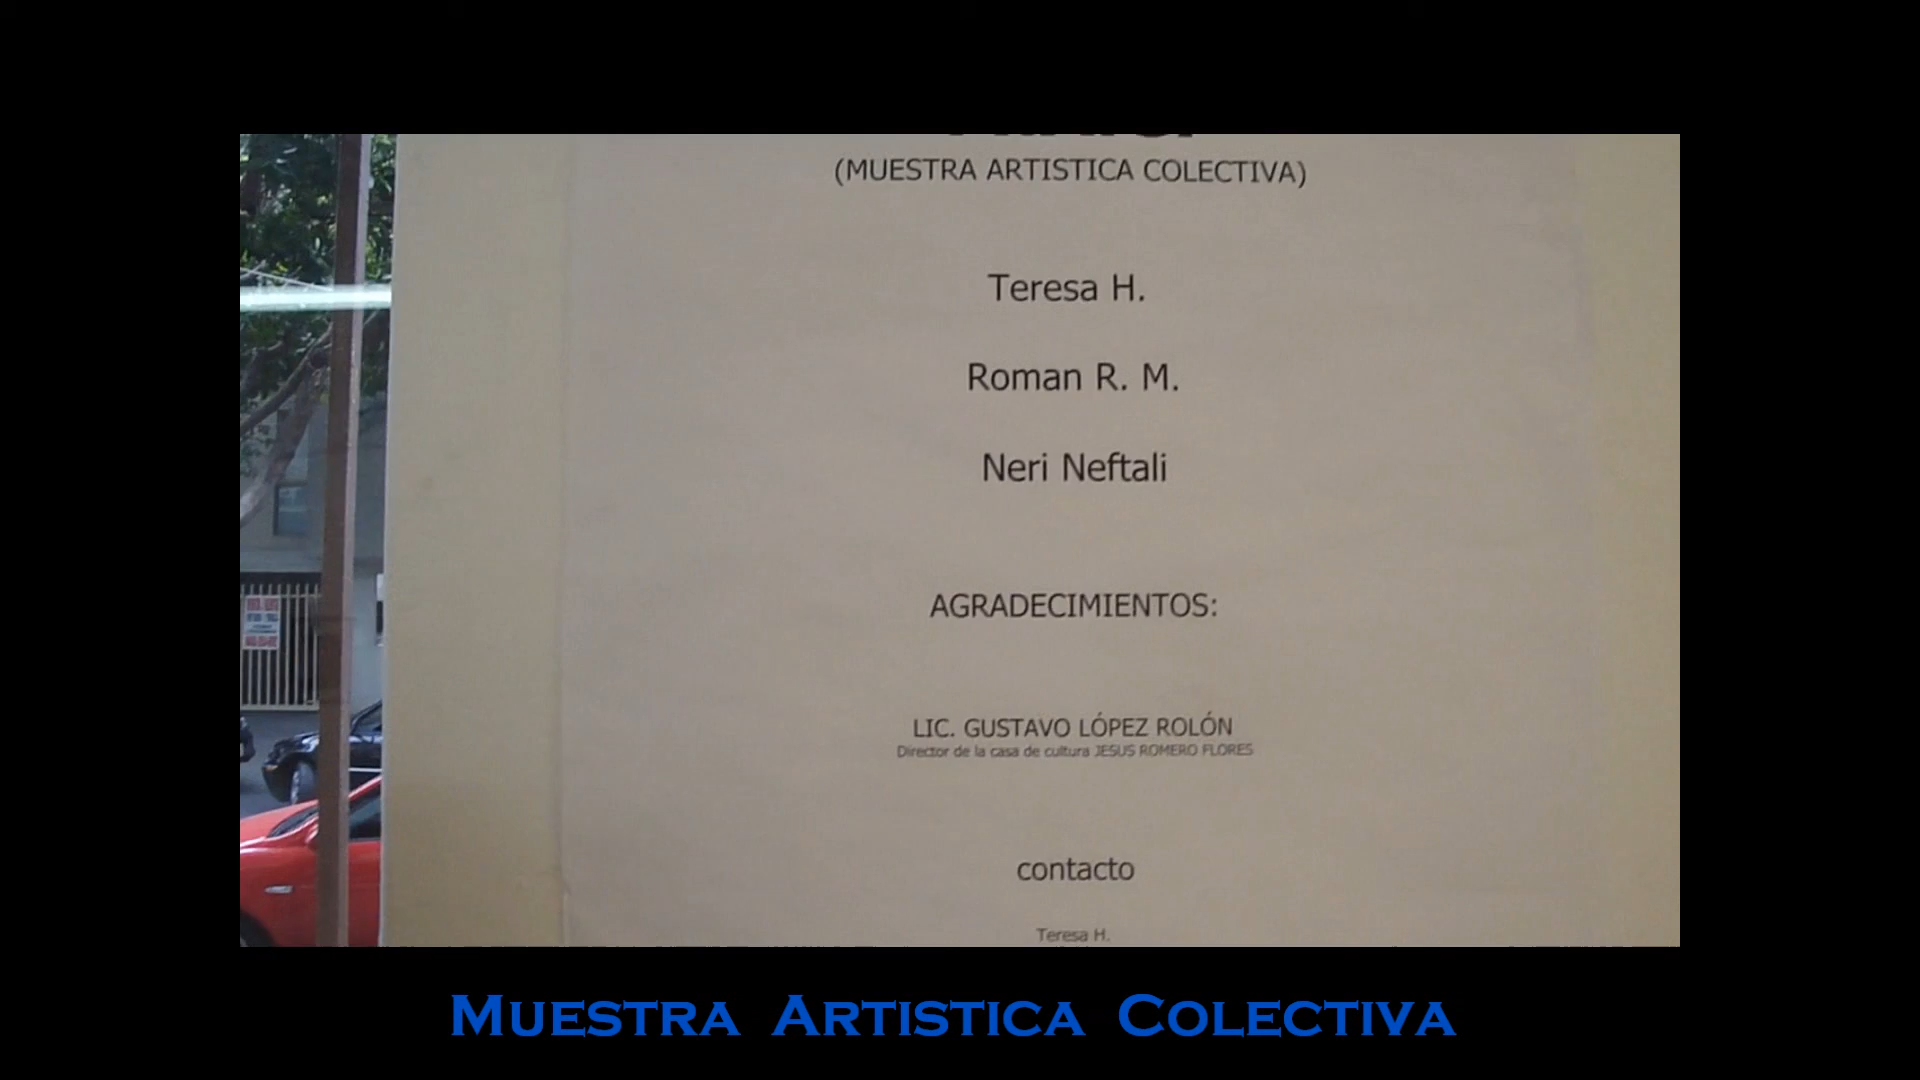 (MUESTRA ARTISTICA COLECTIVA)
Teresa H.
Roman R. M.
Neri Neftali
AGRADECIMIENTOS:
LIC. GUSTAVO LÓPEZ ROLÓN
Director de la casa de cultura JESUS ROMERO FLORES
contacto
Teresa H.
Muestra Artistica Colectiva